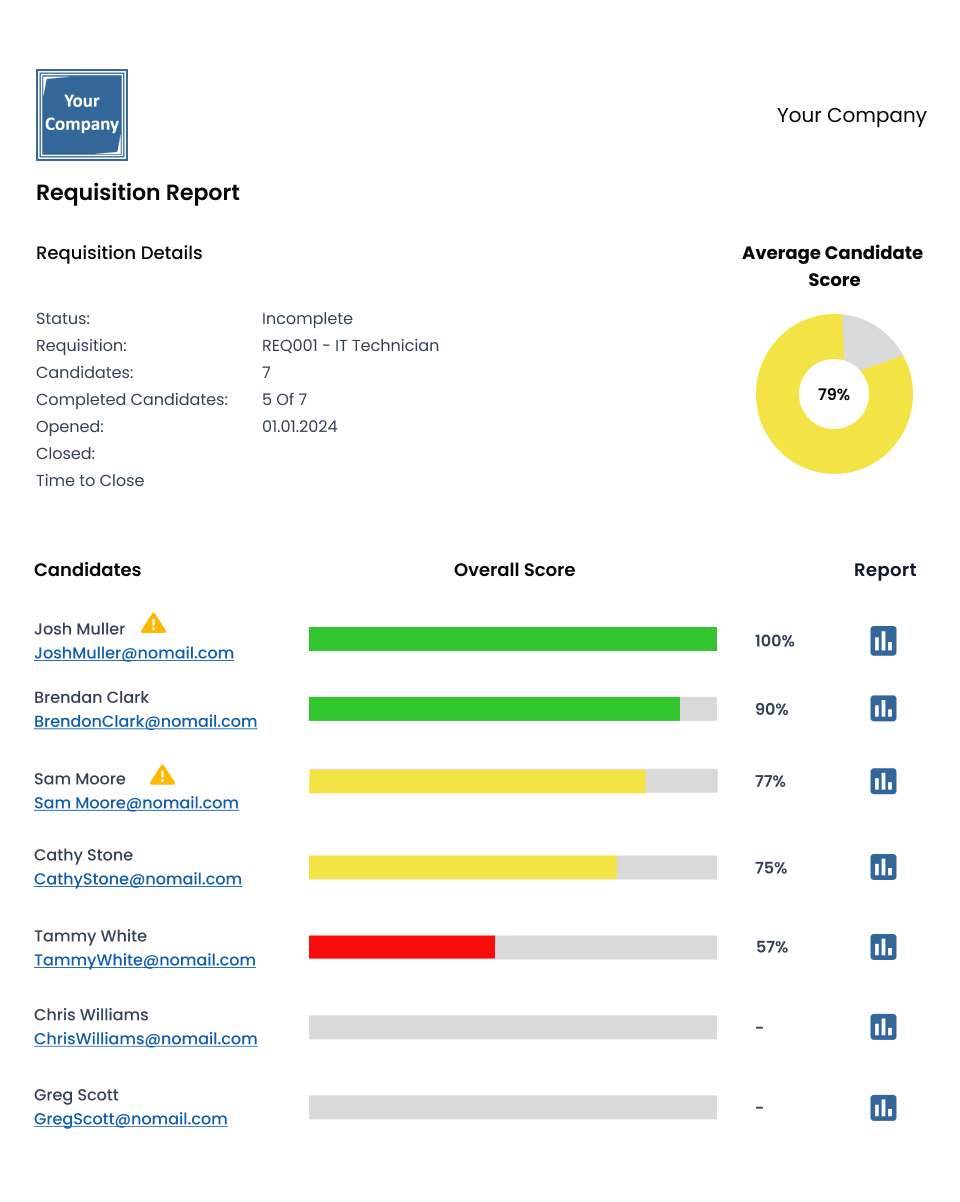 Your
Company
Your Company
Requisition Report
Requisition Details
Average Candidate
Score
Status: Incomplete
Requisition: REQ001 - IT Technician
Candidates: 7
Completed Candidates: 5 Of 7
Opened: 01.01.2024
Closed:
Time to Close
79%
Candidates Overall Score Report
Josh Muller
JoshMuller@nomail.com
100%
Brendan Clark
BrendonClark@nomail.com
90%
Sam Moore
Sam Moore@nomail.com
77%
Cathy Stone
CathyStone@nomail.com
75%
Tammy White
TammyWhite@nomail.com
57%
Chris Williams
ChrisWilliams@nomail.com
-
Greg Scott
GregScott@nomail.com
-